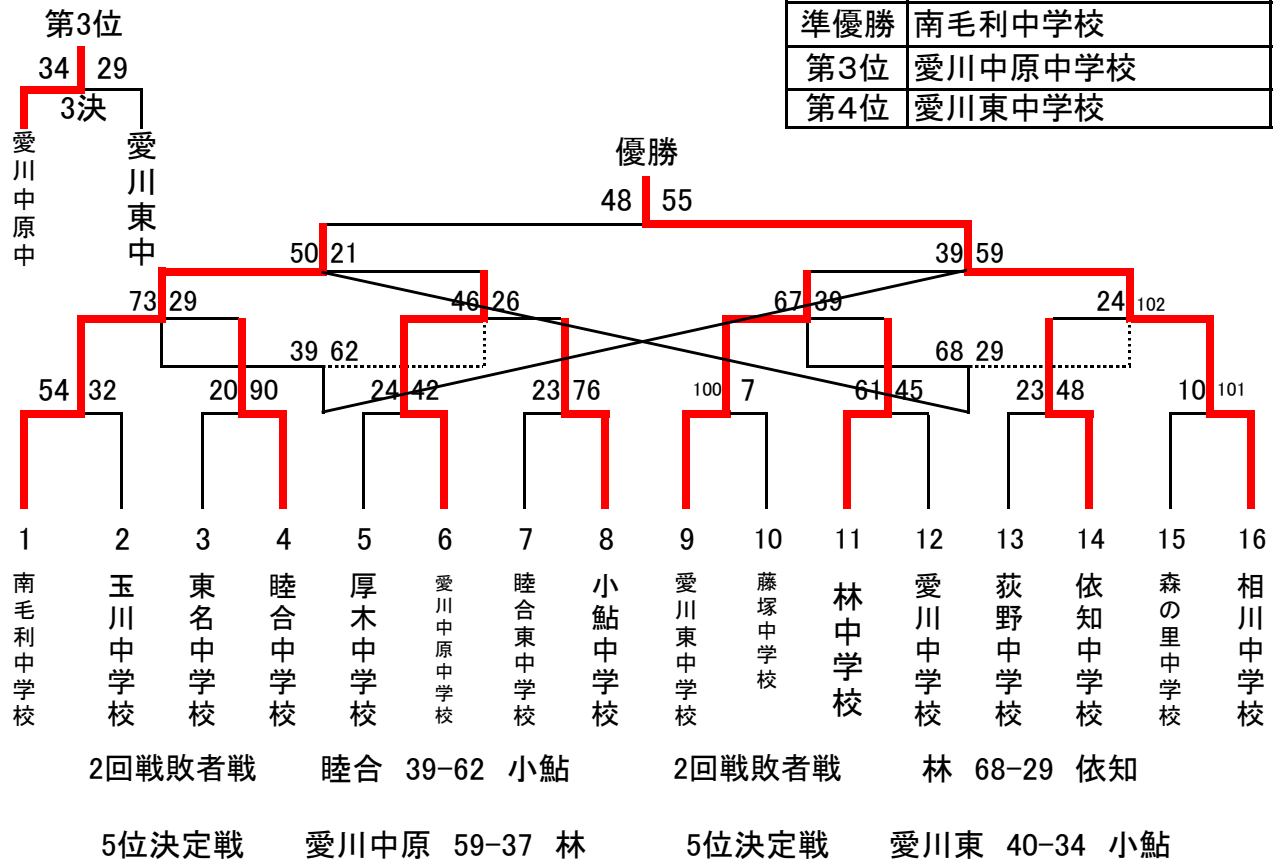 第3位
34 29
3決
愛川中原中
愛川東中
準優勝 南毛利中学校
第3位 愛川中原中学校
第4位 愛川東中学校
優勝
48 55
50 21
39 59
73 29
46 26
67 39
24 102
39 62
68 29
54 32
20 90
24 42
23 76
100 7
61 45
23 48
10 101
1 2 3 4 5 6 7 8 9 10 11 12 13 14 15 16
南毛利中学校
玉川中学校
東名中学校
睦合中学校
厚木中学校
愛川中原中学校
睦合東中学校
小鮎中学校
愛川東中学校
藤塚中学校
林中学校
愛川中学校
荻野中学校
依知中学校
森の里中学校
相川中学校
2回戦敗者戦 睦合 39-62 小鮎 2回戦敗者戦 林 68-29 依知
5位決定戦 愛川中原 59-37 林 5位決定戦 愛川東 40-34 小鮎